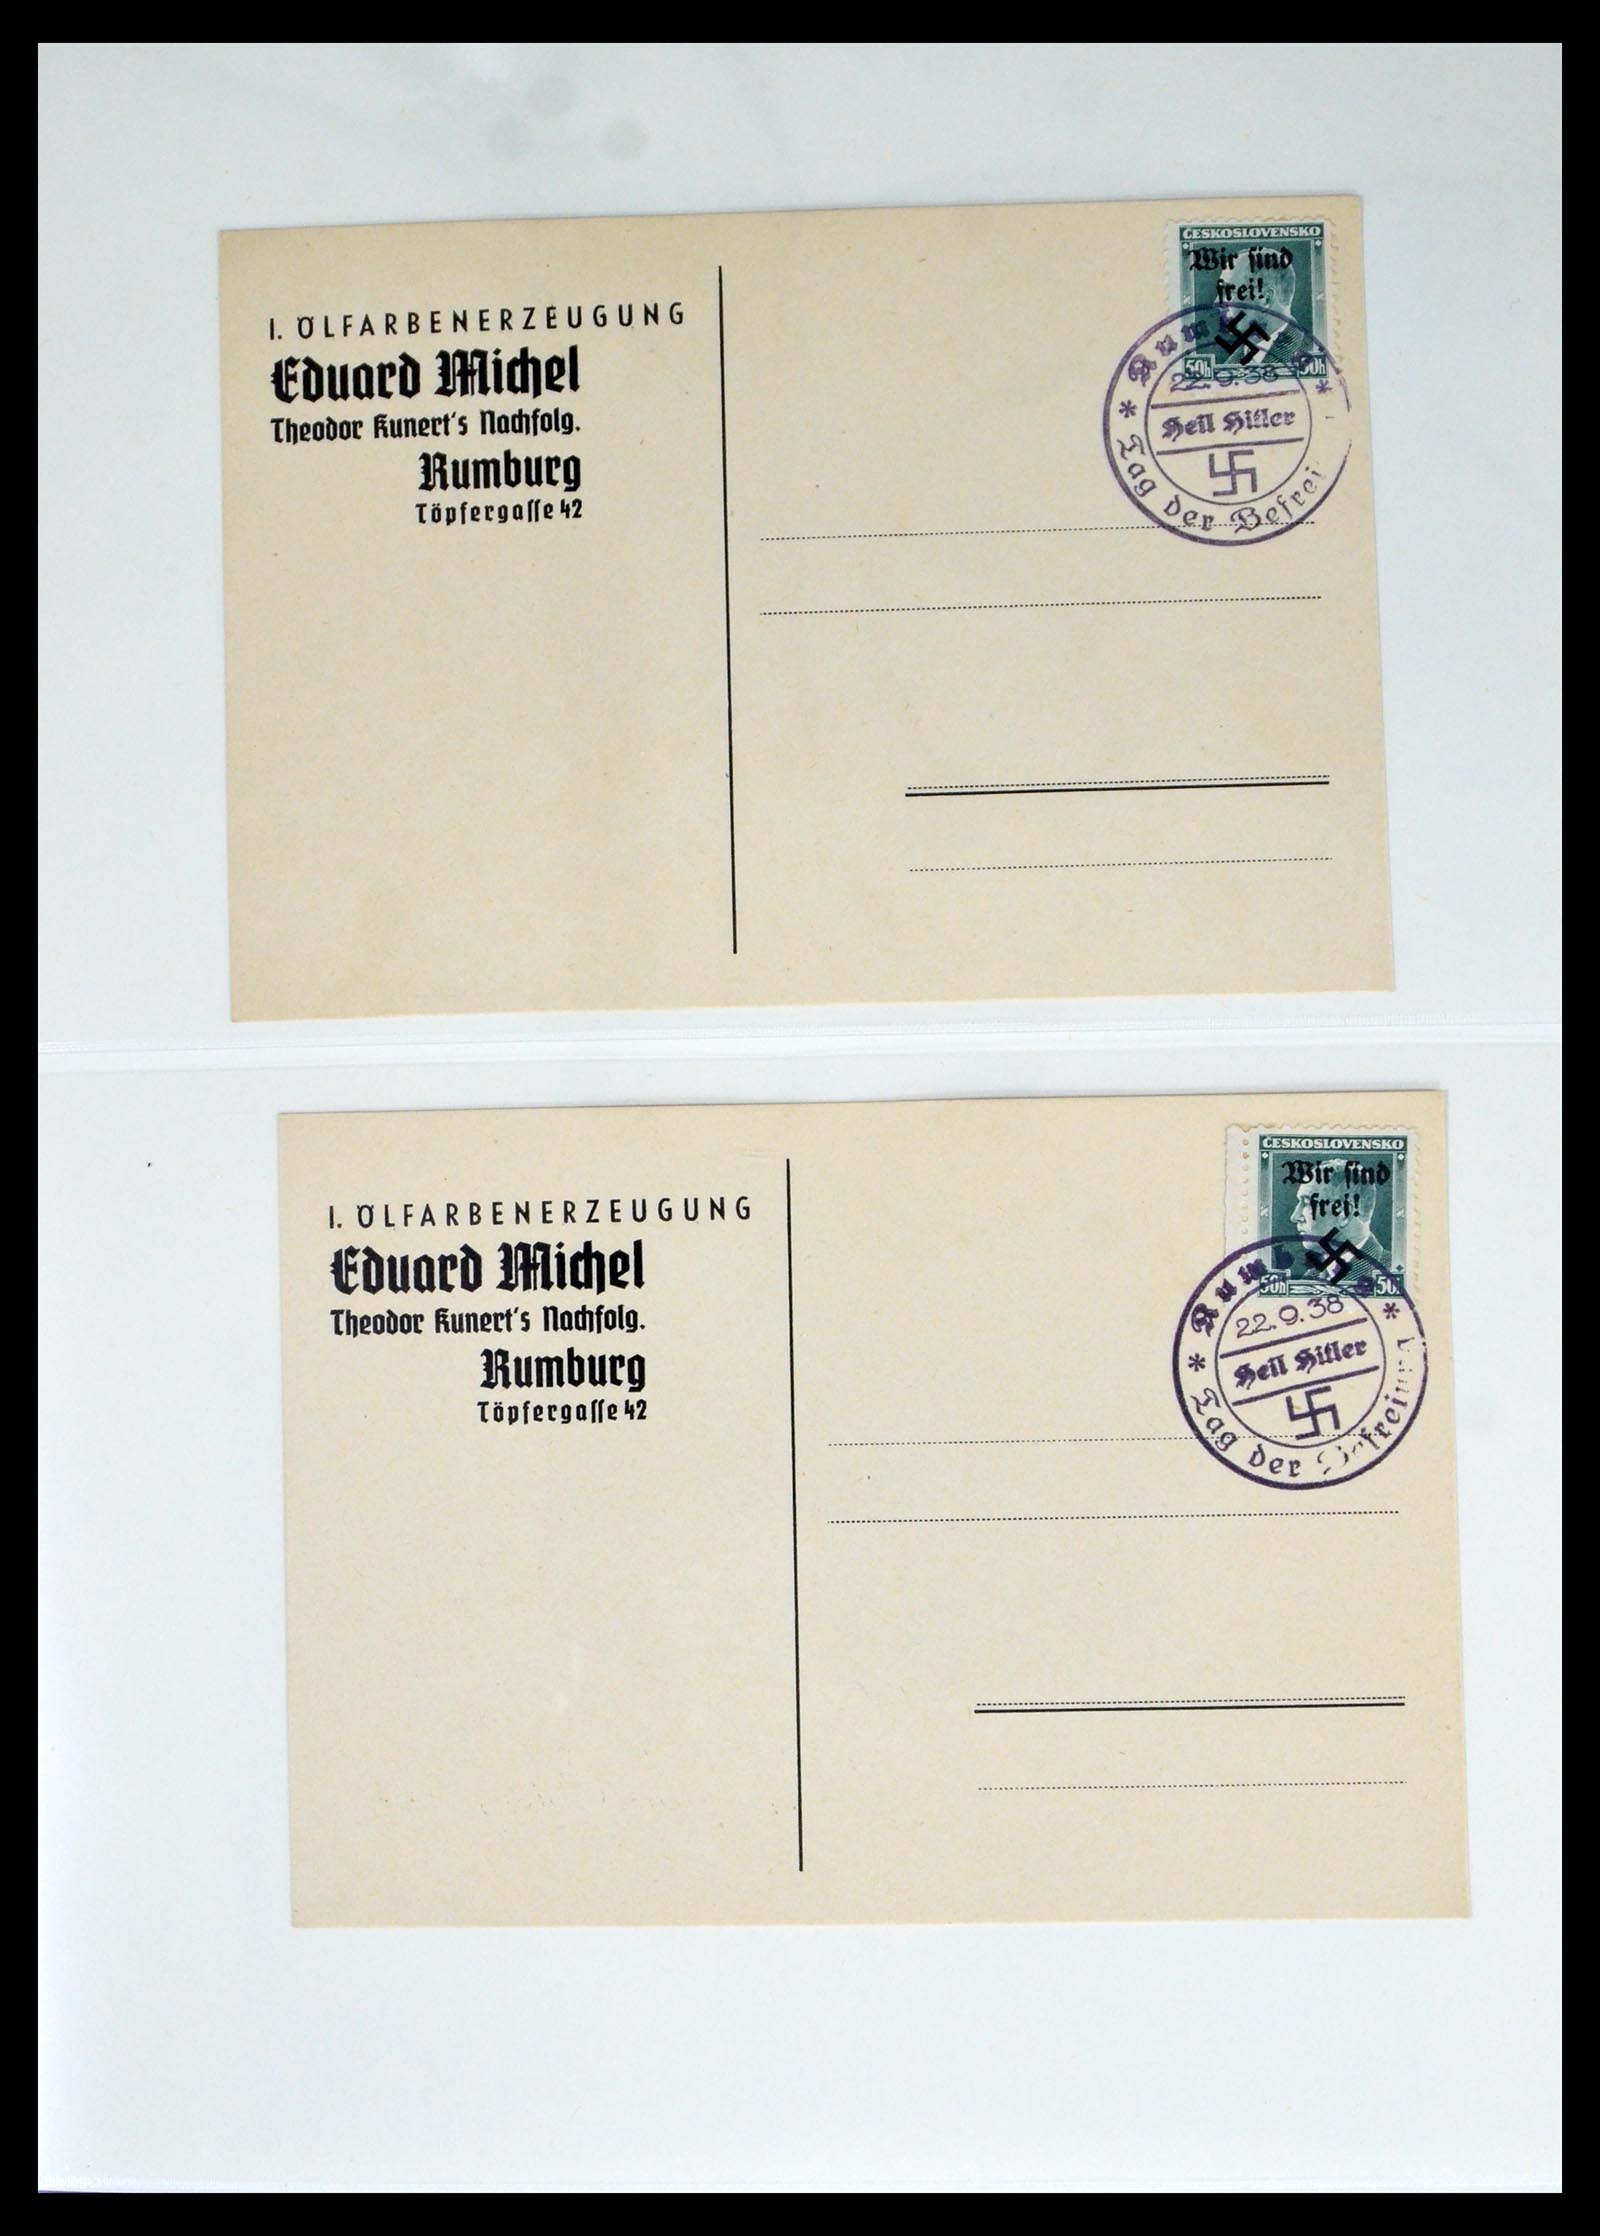 I. ÖLFARBENERZEUGUNG
Eduard Michel
Theodor Kunert's Nachfolg.
Rumburg
Töpfergasse 42
ČESKOSLOVENSKO
Wir sind
frei!
50h 50h
22.9.38
Heil Hitler
* Tag der
I. ÖLFARBENERZEUGUNG
Eduard Michel
Theodor Kunert's Nachfolg.
Rumburg
Töpfergasse 42
ČESKOSLOVENSKO
Wir sind
frei!
50h
22.9.38
Heil Hitler
* Tag der Befreiung *